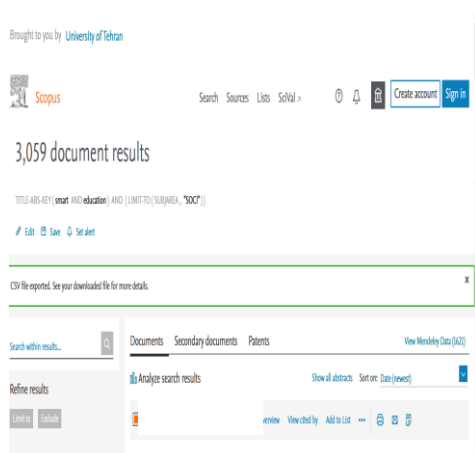 Brought to you by University of Tehran
Scopus
Search Sources Lists SciVal
Create account Sign in
3,059 document results
TITLE-ABS-KEY ( smart AND education ) AND ( LIMIT-TO ( SUBJAREA , "SOCI" ) )
Edit Save Set alert
CSV file exported. See your downloaded file for more details. x
Search within results...
Documents Secondary documents Patents View Mendeley Data (1621)
Analyze search results Show all abstracts Sort on: Date (newest)
Refine results
Limit to Exclude
View cited by Add to List